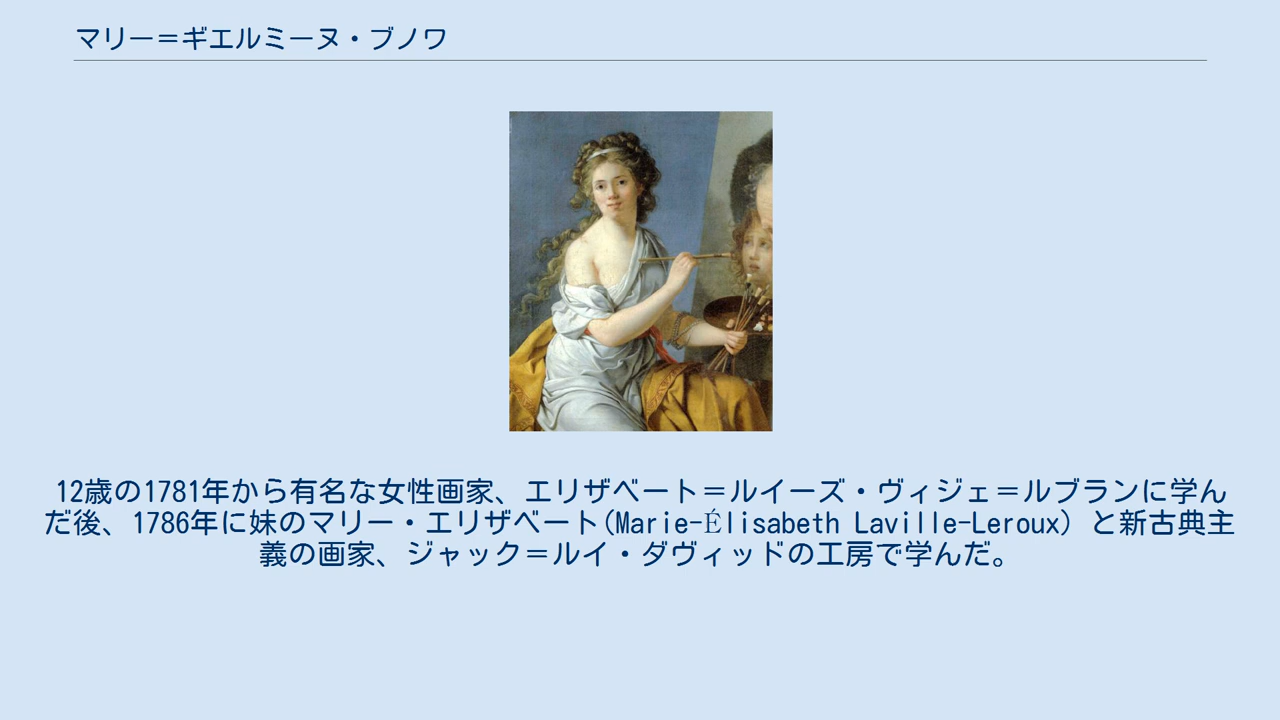 マリー＝ギエルミーヌ・ブノワ
12歳の1781年から有名な女性画家、エリザベート＝ルイーズ・ヴィジェ＝ルブランに学ん
だ後、1786年に妹のマリー・エリザベート(Marie-Élisabeth Laville-Leroux) と新古典主
義の画家、ジャック＝ルイ・ダヴィッドの工房で学んだ。